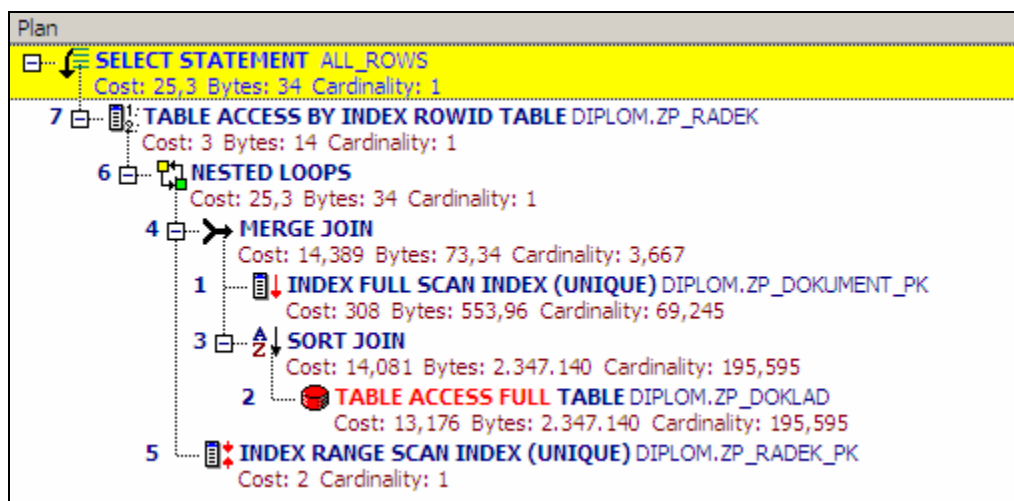 Plan
SELECT STATEMENT ALL_ROWS
Cost: 25,3 Bytes: 34 Cardinality: 1
7 TABLE ACCESS BY INDEX ROWID TABLE DIPLOM.ZP_RADEK
Cost: 3 Bytes: 14 Cardinality: 1
6 NESTED LOOPS
Cost: 25,3 Bytes: 34 Cardinality: 1
4 MERGE JOIN
Cost: 14,389 Bytes: 73,34 Cardinality: 3,667
1 INDEX FULL SCAN INDEX (UNIQUE) DIPLOM.ZP_DOKUMENT_PK
Cost: 308 Bytes: 553,96 Cardinality: 69,245
3 SORT JOIN
Cost: 14,081 Bytes: 2.347.140 Cardinality: 195,595
2 TABLE ACCESS FULL TABLE DIPLOM.ZP_DOKLAD
Cost: 13,176 Bytes: 2.347.140 Cardinality: 195,595
5 INDEX RANGE SCAN INDEX (UNIQUE) DIPLOM.ZP_RADEK_PK
Cost: 2 Cardinality: 1